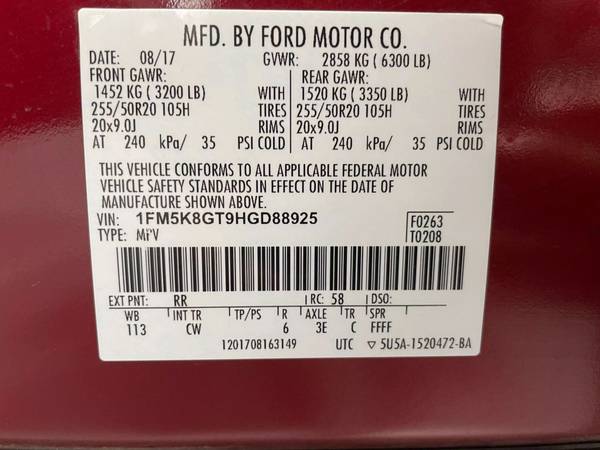 MFD. BY FORD MOTOR CO.
DATE: 08/17 GVWR: 2858 KG ( 6300 LB)
FRONT GAWR: REAR GAWR:
1452 KG ( 3200 LB) WITH 1520 KG ( 3350 LB) WITH
255/50R20 105H TIRES 255/50R20 105H TIRES
20x9.0J RIMS 20x9.0J RIMS
AT 240 kPa/ 35 PSI COLD AT 240 kPa/ 35 PSI COLD
THIS VEHICLE CONFORMS TO ALL APPLICABLE FEDERAL MOTOR
VEHICLE SAFETY STANDARDS IN EFFECT ON THE DATE OF
MANUFACTURE SHOWN ABOVE.
VIN: 1FM5K8GT9HGD88925 F0263
TYPE: MPV T0208
EXT PNT: RR RC: 58 DSO:
WB INT TR TP/PS R AXLE TR SPR
113 CW 6 3E C FFFF
1201708163149 UTC ▽ 5U5A-1520472-BA